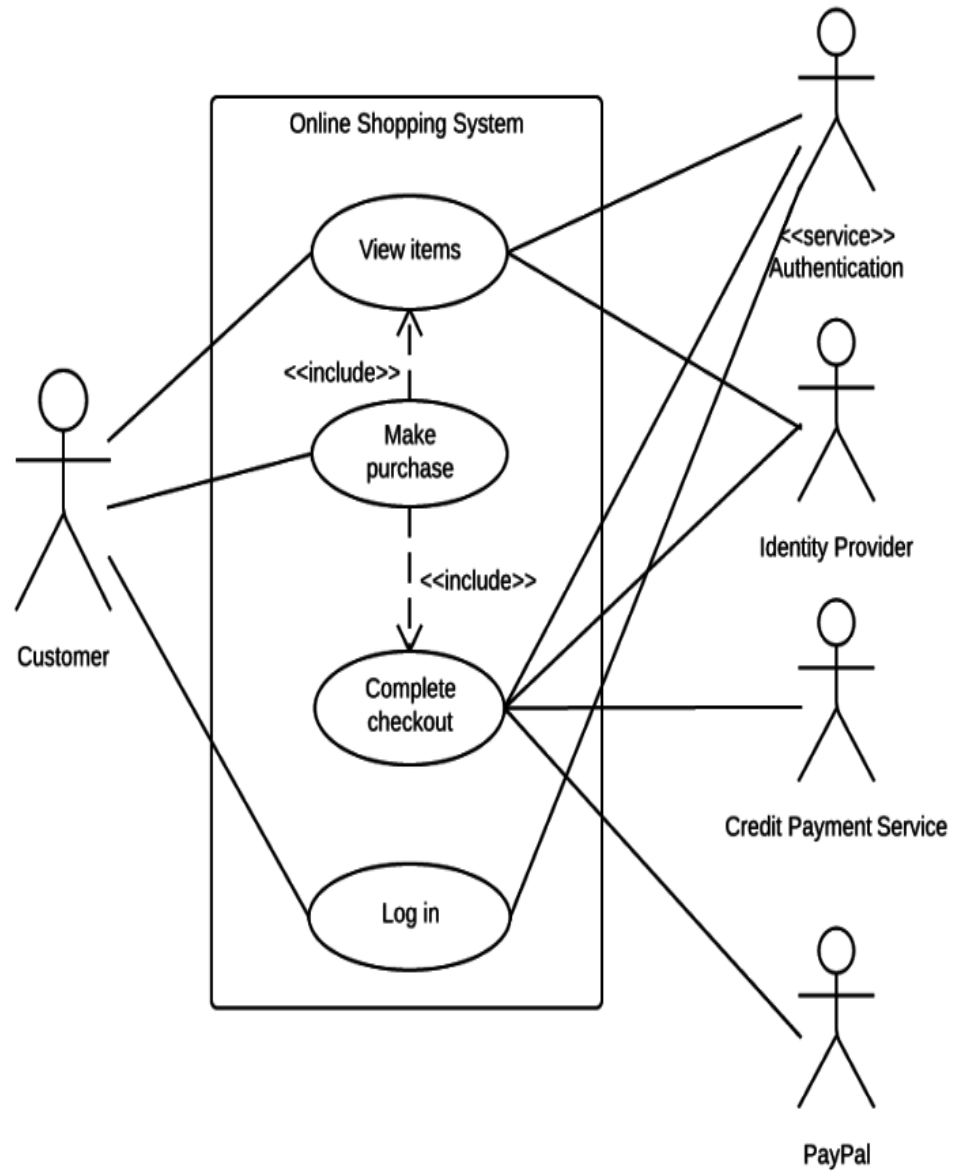 Online Shopping System
View items
<<service>>
Authentication
<<include>>
Make
purchase
Identity Provider
<<include>>
Customer
Complete
checkout
Credit Payment Service
Log in
PayPal